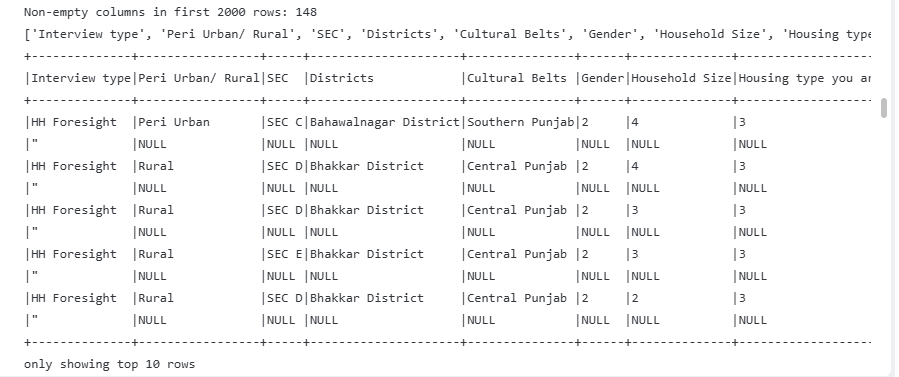 Non-empty columns in first 2000 rows: 148
['Interview type', 'Peri Urban/ Rural', 'SEC', 'Districts', 'Cultural Belts', 'Gender', 'Household Size', 'Housing type
+--------------+-----------------+-----+--------------------+---------------+------+--------------+------------------
|Interview type|Peri Urban/ Rural|SEC  |Districts           |Cultural Belts |Gender|Household Size|Housing type you ar
+--------------+-----------------+-----+--------------------+---------------+------+--------------+------------------
|HH Foresight  |Peri Urban       |SEC C|Bahawalnagar District|Southern Punjab|2     |4             |3
|"             |NULL             |NULL |NULL                |NULL           |NULL  |NULL          |NULL
|HH Foresight  |Rural            |SEC D|Bhakkar District    |Central Punjab |2     |4             |3
|"             |NULL             |NULL |NULL                |NULL           |NULL  |NULL          |NULL
|HH Foresight  |Rural            |SEC D|Bhakkar District    |Central Punjab |2     |3             |3
|"             |NULL             |NULL |NULL                |NULL           |NULL  |NULL          |NULL
|HH Foresight  |Rural            |SEC E|Bhakkar District    |Central Punjab |2     |3             |3
|"             |NULL             |NULL |NULL                |NULL           |NULL  |NULL          |NULL
|HH Foresight  |Rural            |SEC D|Bhakkar District    |Central Punjab |2     |2             |3
|"             |NULL             |NULL |NULL                |NULL           |NULL  |NULL          |NULL
+--------------+-----------------+-----+--------------------+---------------+------+--------------+------------------
only showing top 10 rows